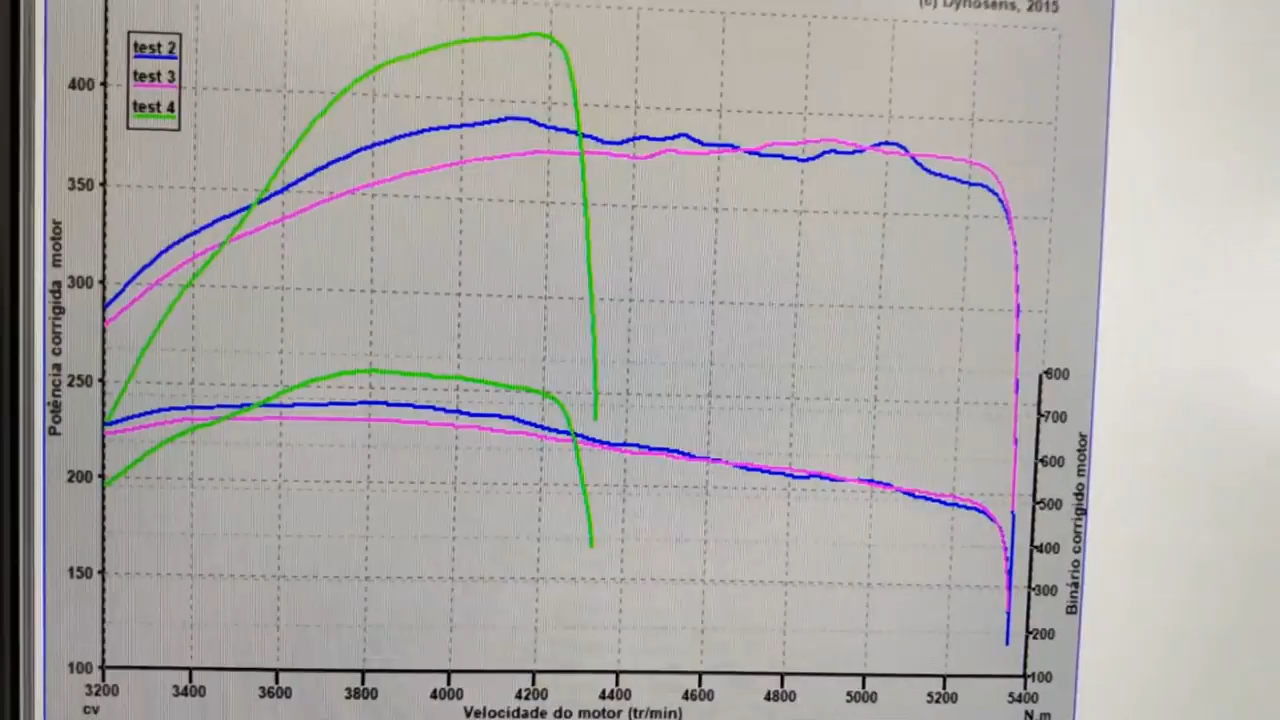 (c) Dynosens, 2015
test 2
test 3
test 4
400
350
300
250
200
150
100
Potência corrigida motor
800
700
600
500
400
300
200
100
Binário corrigido motor
3200 3400 3600 3800 4000 4200 4400 4600 4800 5000 5200 5400
cv
Velocidade do motor (tr/min)
N.m